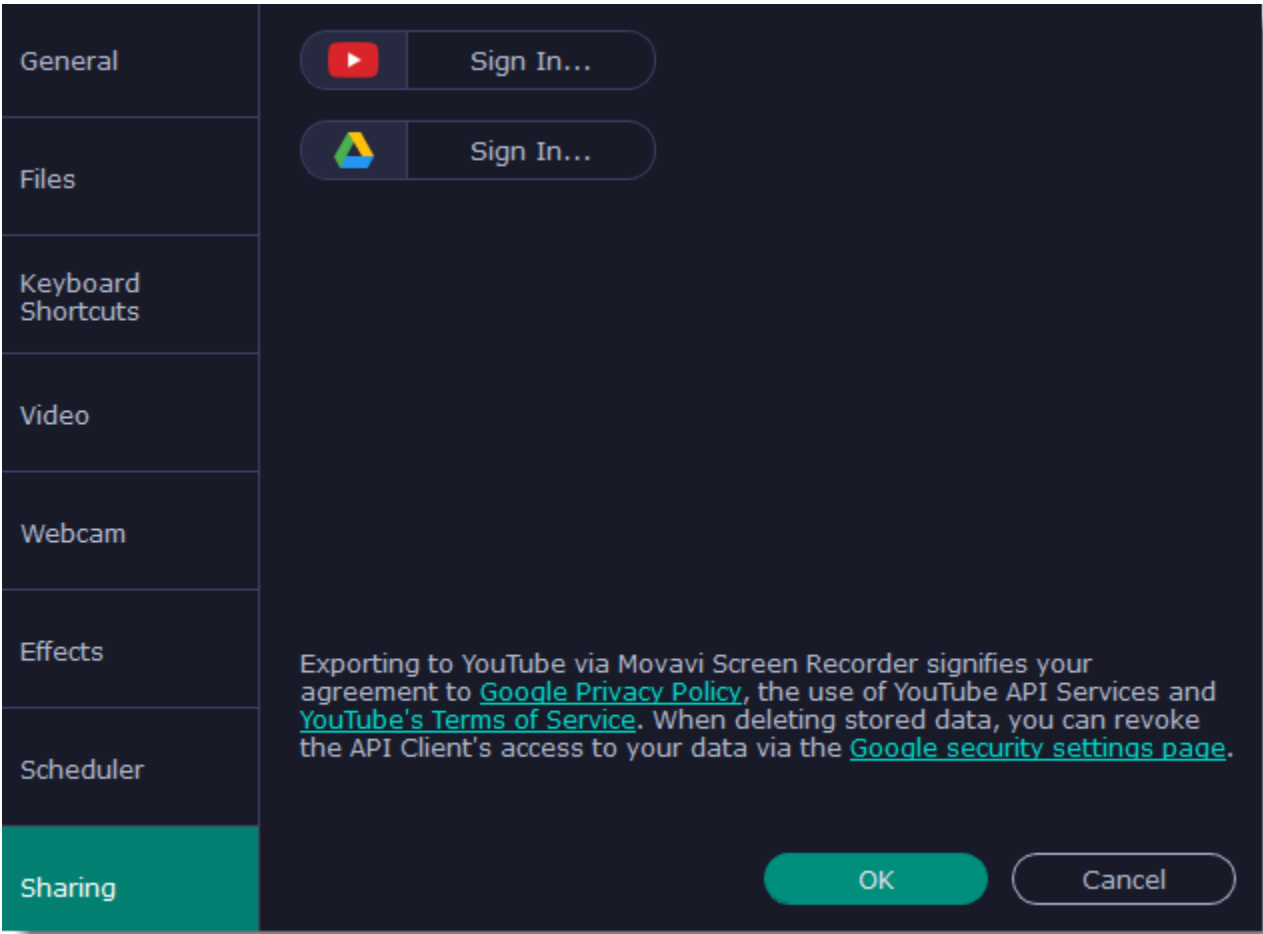 General
Files
Keyboard
Shortcuts
Video
Webcam
Effects
Scheduler
Sharing
Sign In...
Sign In...
Exporting to YouTube via Movavi Screen Recorder signifies your
agreement to Google Privacy Policy, the use of YouTube API Services and
YouTube's Terms of Service. When deleting stored data, you can revoke
the API Client's access to your data via the Google security settings page.
OK
Cancel